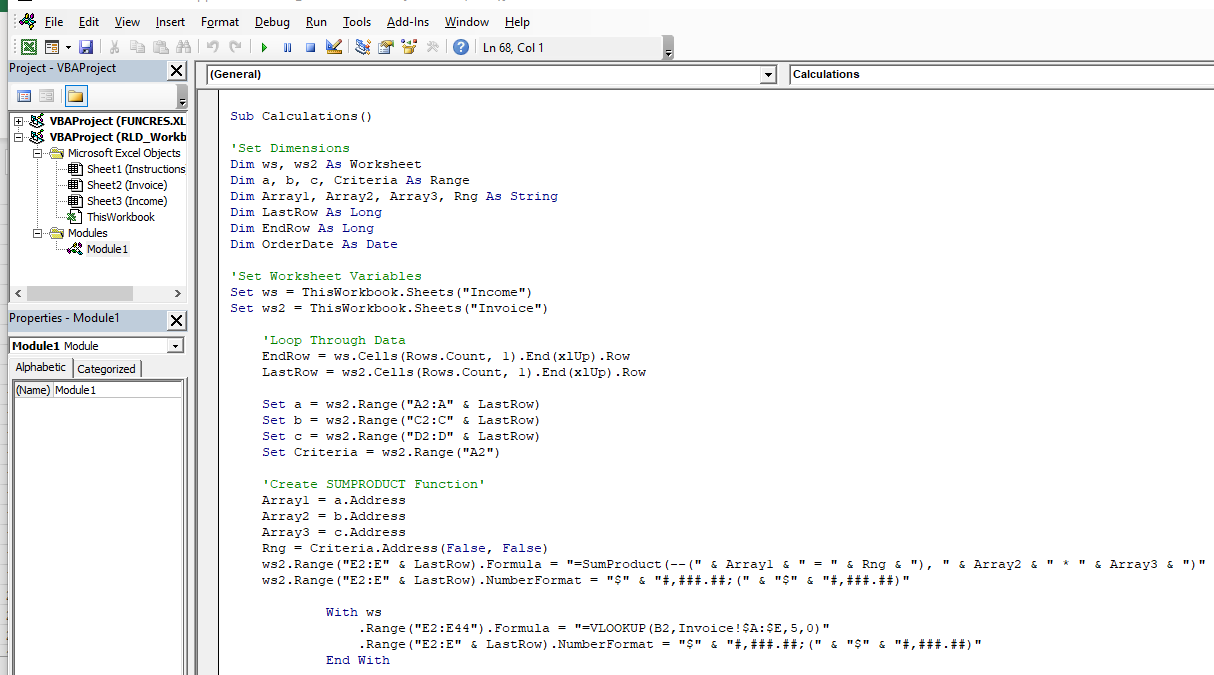 File Edit View Insert Format Debug Run Tools Add-Ins Window Help
Ln 68, Col 1
Project - VBAProject
(General)
Calculations
VBAProject (FUNCRES.XL
VBAProject (RLD_Workb
Microsoft Excel Objects
Sheet1 (Instructions
Sheet2 (Invoice)
Sheet3 (Income)
ThisWorkbook
Modules
Module1
Properties - Module1
Module1 Module
Alphabetic Categorized
(Name) Module1
Sub Calculations()
'Set Dimensions
Dim ws, ws2 As Worksheet
Dim a, b, c, Criteria As Range
Dim Array1, Array2, Array3, Rng As String
Dim LastRow As Long
Dim EndRow As Long
Dim OrderDate As Date
'Set Worksheet Variables
Set ws = ThisWorkbook.Sheets("Income")
Set ws2 = ThisWorkbook.Sheets("Invoice")
'Loop Through Data
EndRow = ws.Cells(Rows.Count, 1).End(xlUp).Row
LastRow = ws2.Cells(Rows.Count, 1).End(xlUp).Row
Set a = ws2.Range("A2:A" & LastRow)
Set b = ws2.Range("C2:C" & LastRow)
Set c = ws2.Range("D2:D" & LastRow)
Set Criteria = ws2.Range("A2")
'Create SUMPRODUCT Function'
Array1 = a.Address
Array2 = b.Address
Array3 = c.Address
Rng = Criteria.Address(False, False)
ws2.Range("E2:E" & LastRow).Formula = "=SumProduct(--(" & Array1 & " = " & Rng & "), " & Array2 & " * " & Array3 & ")"
ws2.Range("E2:E" & LastRow).NumberFormat = "$" & "#,###.##;(" & "$" & "#,###.##)"
With ws
.Range("E2:E44").Formula = "=VLOOKUP(B2,Invoice!$A:$E,5,0)"
.Range("E2:E" & LastRow).NumberFormat = "$" & "#,###.##;(" & "$" & "#,###.##)"
End With